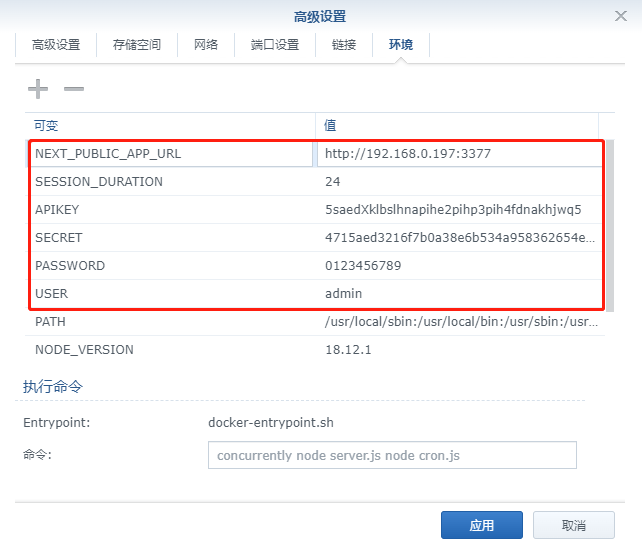 高级设置
高级设置 存储空间 网络 端口设置 链接 环境
可变 值
NEXT_PUBLIC_APP_URL http://192.168.0.197:3377
SESSION_DURATION 24
APIKEY 5saedXklbslhnapihe2pihp3pih4fdnakhjwq5
SECRET 4715aed3216f7b0a38e6b534a958362654e...
PASSWORD 0123456789
USER admin
PATH /usr/local/sbin:/usr/local/bin:/usr/sbin:/usr...
NODE_VERSION 18.12.1
执行命令
Entrypoint: docker-entrypoint.sh
命令: concurrently node server.js node cron.js
应用 取消